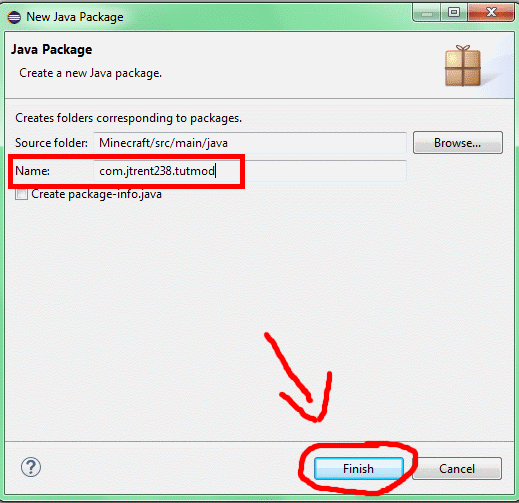 New Java Package
Java Package
Create a new Java package.
Creates folders corresponding to packages.
Source folder: Minecraft/src/main/java Browse...
Name: com.jtrent238.tutmod
Create package-info.java
? Finish Cancel